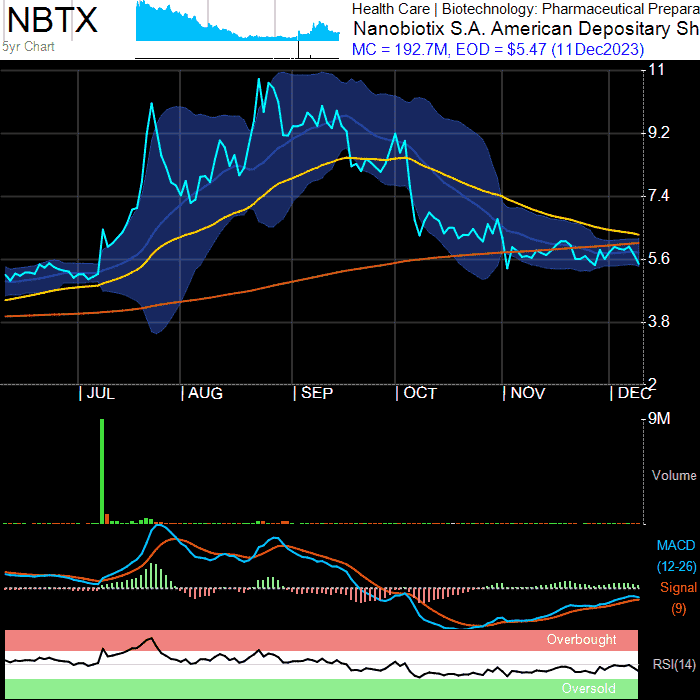 NBTX
5yr Chart
Health Care | Biotechnology: Pharmaceutical Prepara
Nanobiotix S.A. American Depositary Sh
MC = 192.7M, EOD = $5.47 (11Dec2023)
11
9.2
7.4
5.6
3.8
2
| JUL | AUG | SEP | OCT | NOV | DEC
9M
Volume
MACD
(12-26)
Signal
(9)
Overbought
RSI(14)
Oversold